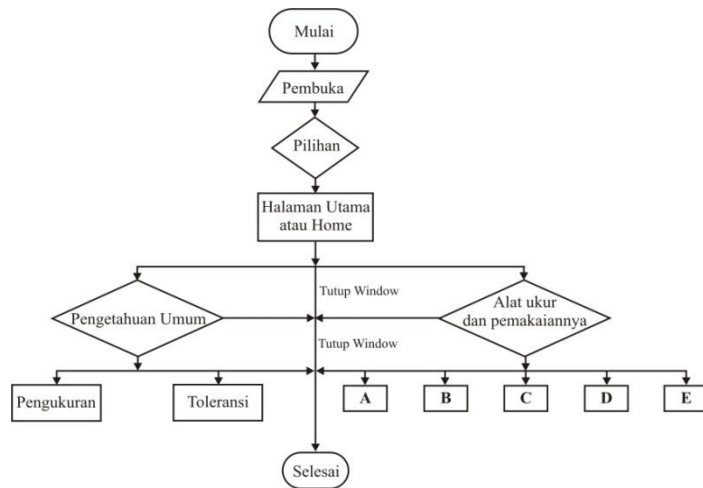 Mulai
Pembuka
Pilihan
Halaman Utama
atau Home
Tutup Window
Pengetahuan Umum
Alat ukur
dan pemakaiannya
Tutup Window
Pengukuran
Toleransi
A
B
C
D
E
Selesai